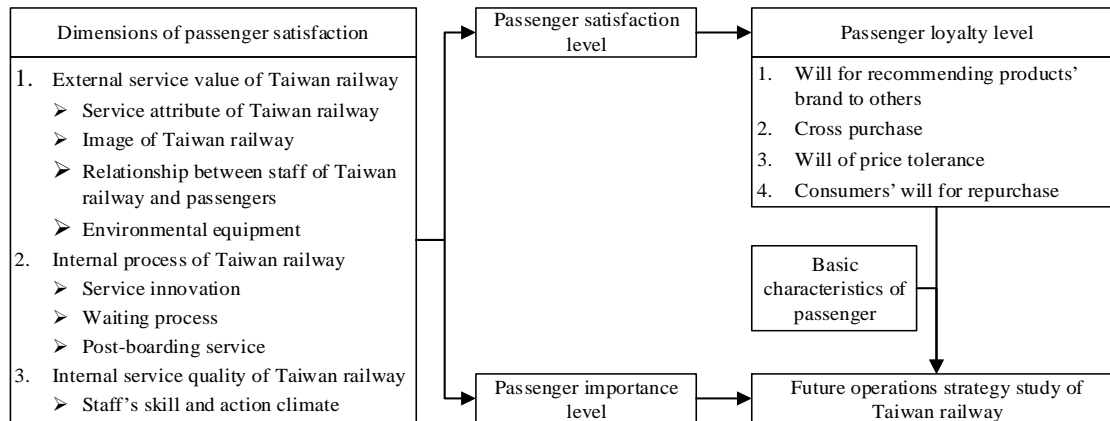 Dimensions of passenger satisfaction
1. External service value of Taiwan railway
➢ Service attribute of Taiwan railway
➢ Image of Taiwan railway
➢ Relationship between staff of Taiwan
railway and passengers
➢ Environmental equipment
2. Internal process of Taiwan railway
➢ Service innovation
➢ Waiting process
➢ Post-boarding service
3. Internal service quality of Taiwan railway
➢ Staff's skill and action climate
Passenger satisfaction
level
Passenger importance
level
Passenger loyalty level
1. Will for recommending products'
brand to others
2. Cross purchase
3. Will of price tolerance
4. Consumers' will for repurchase
Basic
characteristics of
passenger
Future operations strategy study of
Taiwan railway